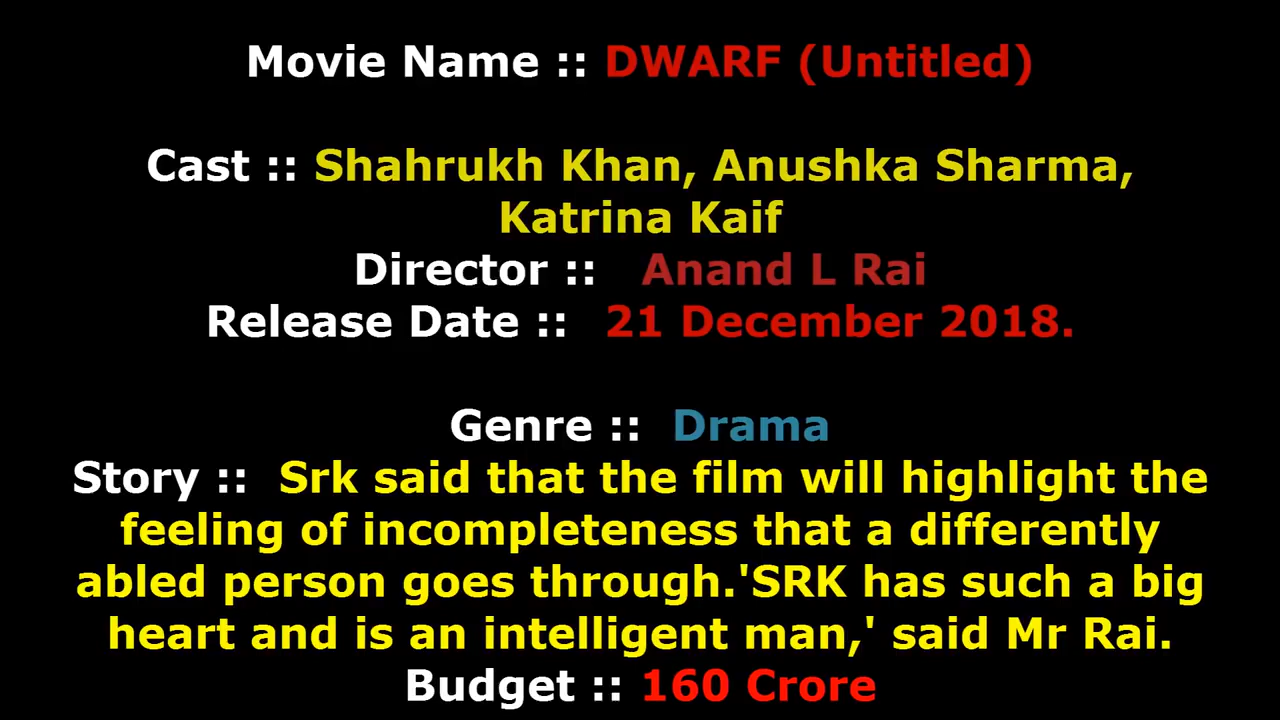 Movie Name :: DWARF (Untitled)
Cast :: Shahrukh Khan, Anushka Sharma,
Katrina Kaif
Director :: Anand L Rai
Release Date :: 21 December 2018.
Genre :: Drama
Story :: Srk said that the film will highlight the
feeling of incompleteness that a differently
abled person goes through.'SRK has such a big
heart and is an intelligent man,' said Mr Rai.
Budget :: 160 Crore